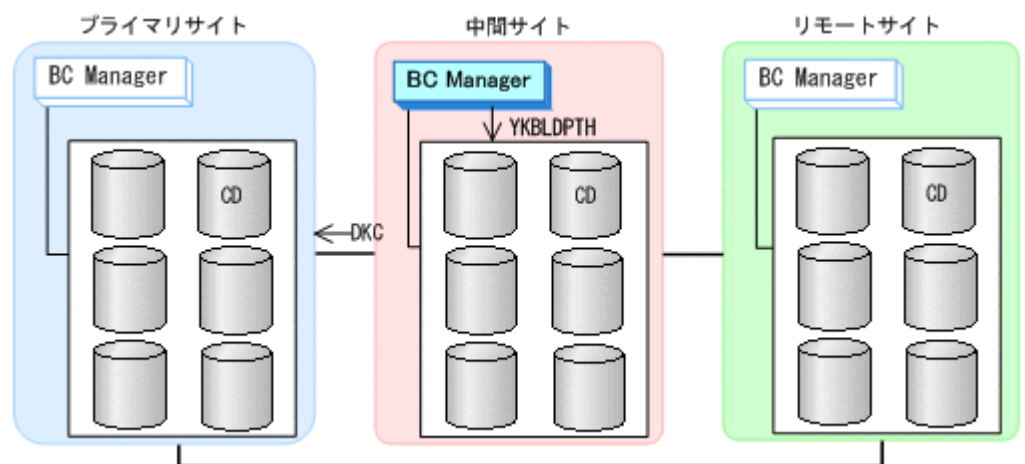 プライマリサイト
中間サイト
リモートサイト
BC Manager
BC Manager
BC Manager
YKBLDPTH
CD
CD
CD
DKC